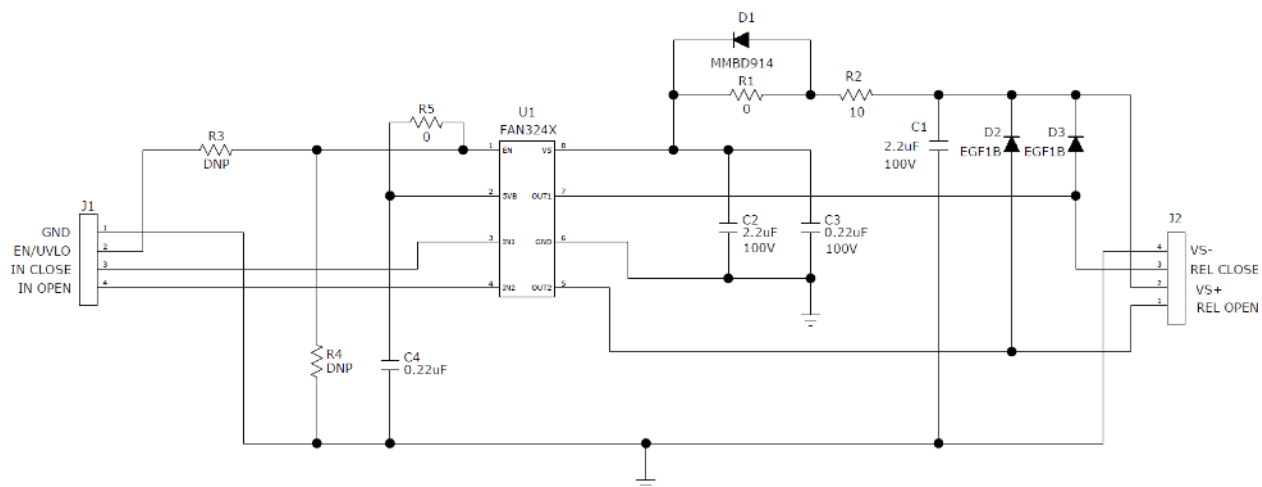 D1
MMBD914
R1
0
R2
10
R5
0
U1
FAN324X
R3
DNP
C1
2.2uF
100V
D2
EGF1B
D3
EGF1B
1 EN VS 8
2 5VB OUT1 7
3 IN1 GND 6
4 IN2 OUT2 5
C2
2.2uF
100V
C3
0.22uF
100V
J1
GND 1
EN/UVLO 2
IN CLOSE 3
IN OPEN 4
J2
4 VS-
3 REL CLOSE
2 VS+
1 REL OPEN
R4
DNP
C4
0.22uF